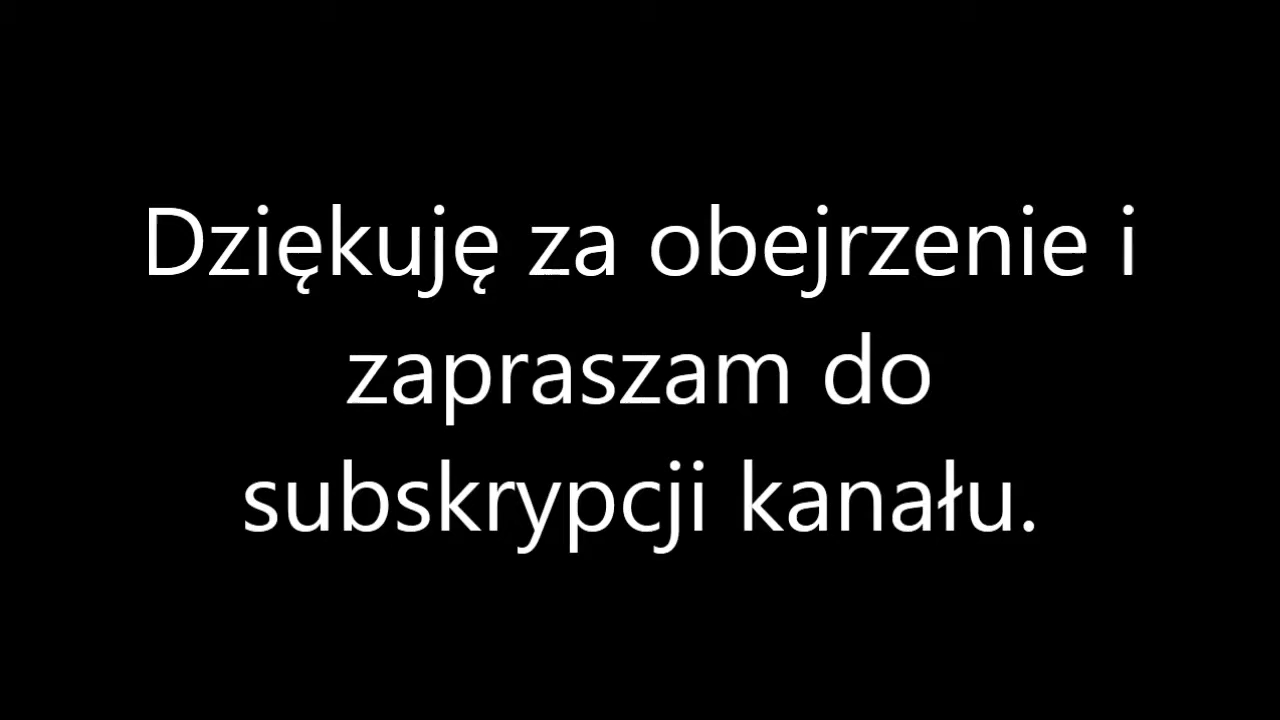 Dziękuję za obejrzenie i
zapraszam do
subskrypcji kanału.